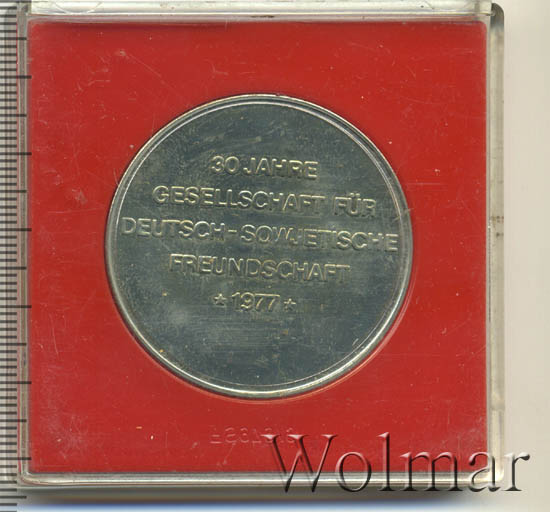 30 JAHRE
GESELLSCHAFT FÜR
DEUTSCH-SOWJETISCHE
FREUNDSCHAFT
* 1977 *
Wolmar